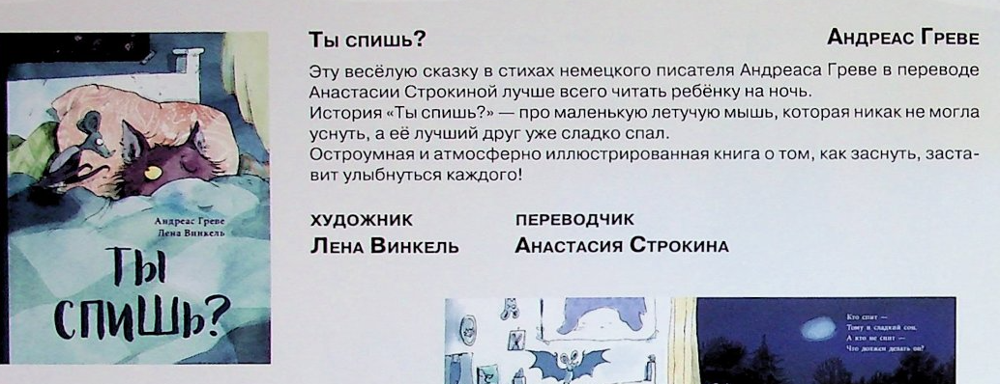 Ты спишь?
Андреас Греве
Эту весёлую сказку в стихах немецкого писателя Андреаса Греве в переводе
Анастасии Строкиной лучше всего читать ребёнку на ночь.
История «Ты спишь?» — про маленькую летучую мышь, которая никак не могла
уснуть, а её лучший друг уже сладко спал.
Остроумная и атмосферно иллюстрированная книга о том, как заснуть, заста-
вит улыбнуться каждого!
художник
Лена Винкель
переводчик
Анастасия Строкина
Андреас Греве
Лена Винкель
ТЫ
СПИШЬ?
Кто спит —
Тому и сладкий сон.
А кто не спит —
Что должен делать он?